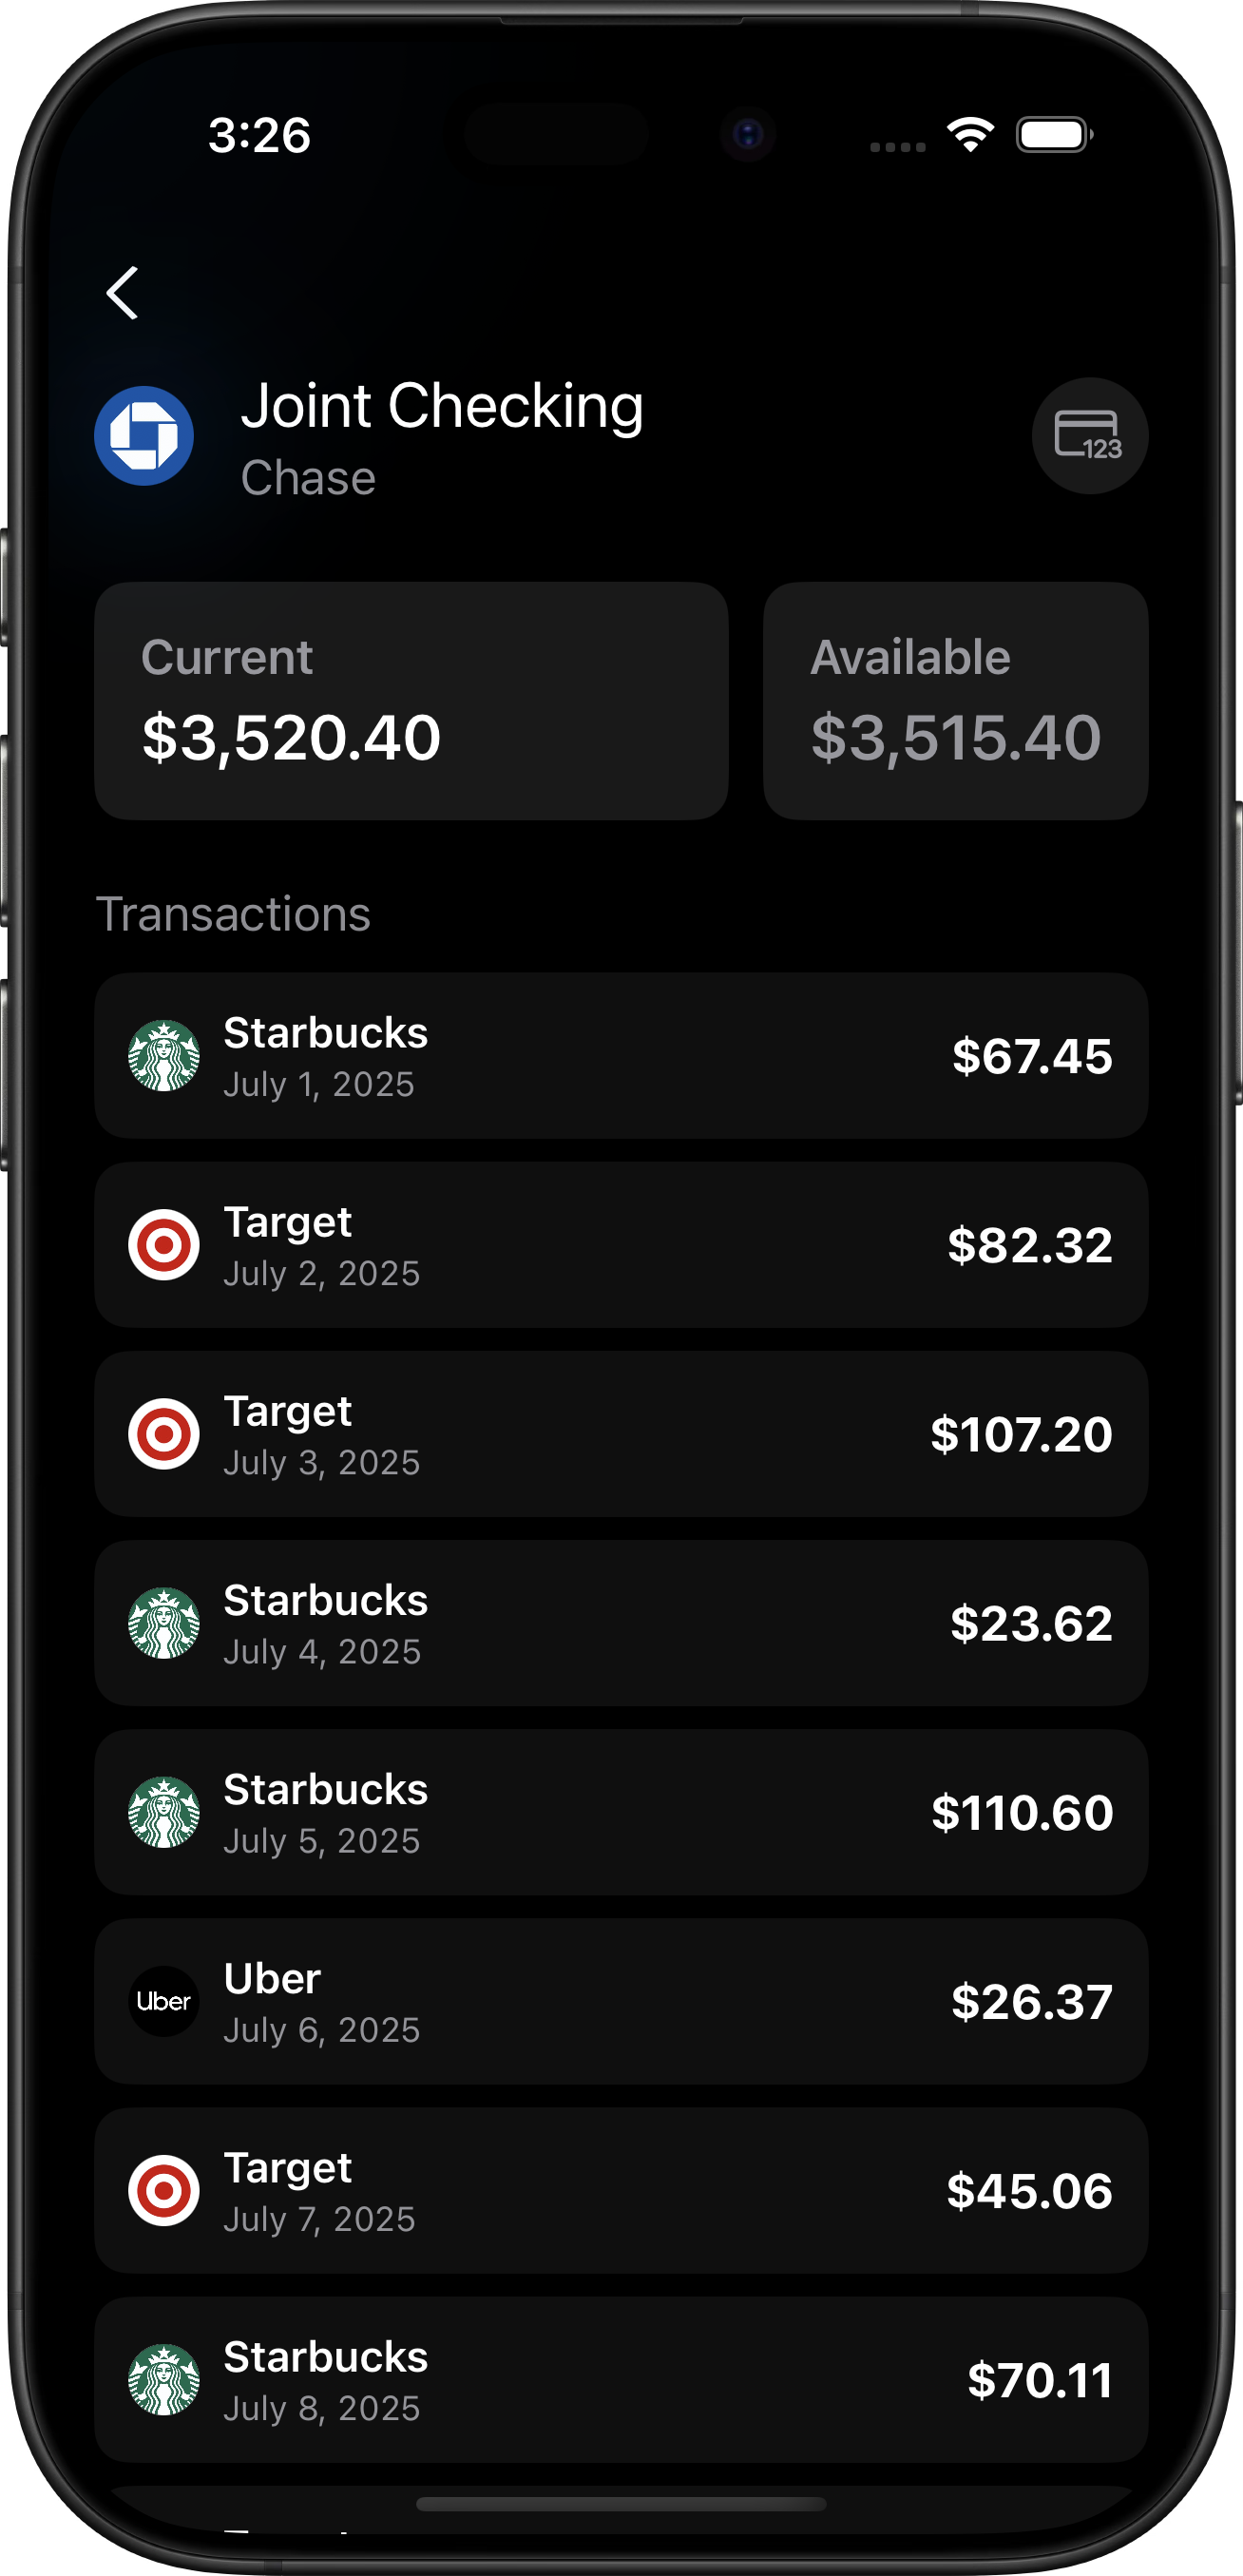 3:26
Joint Checking
Chase
123
Current
$3,520.40
Available
$3,515.40
Transactions
Starbucks
July 1, 2025
$67.45
Target
July 2, 2025
$82.32
Target
July 3, 2025
$107.20
Starbucks
July 4, 2025
$23.62
Starbucks
July 5, 2025
$110.60
Uber
Uber
July 6, 2025
$26.37
Target
July 7, 2025
$45.06
Starbucks
July 8, 2025
$70.11